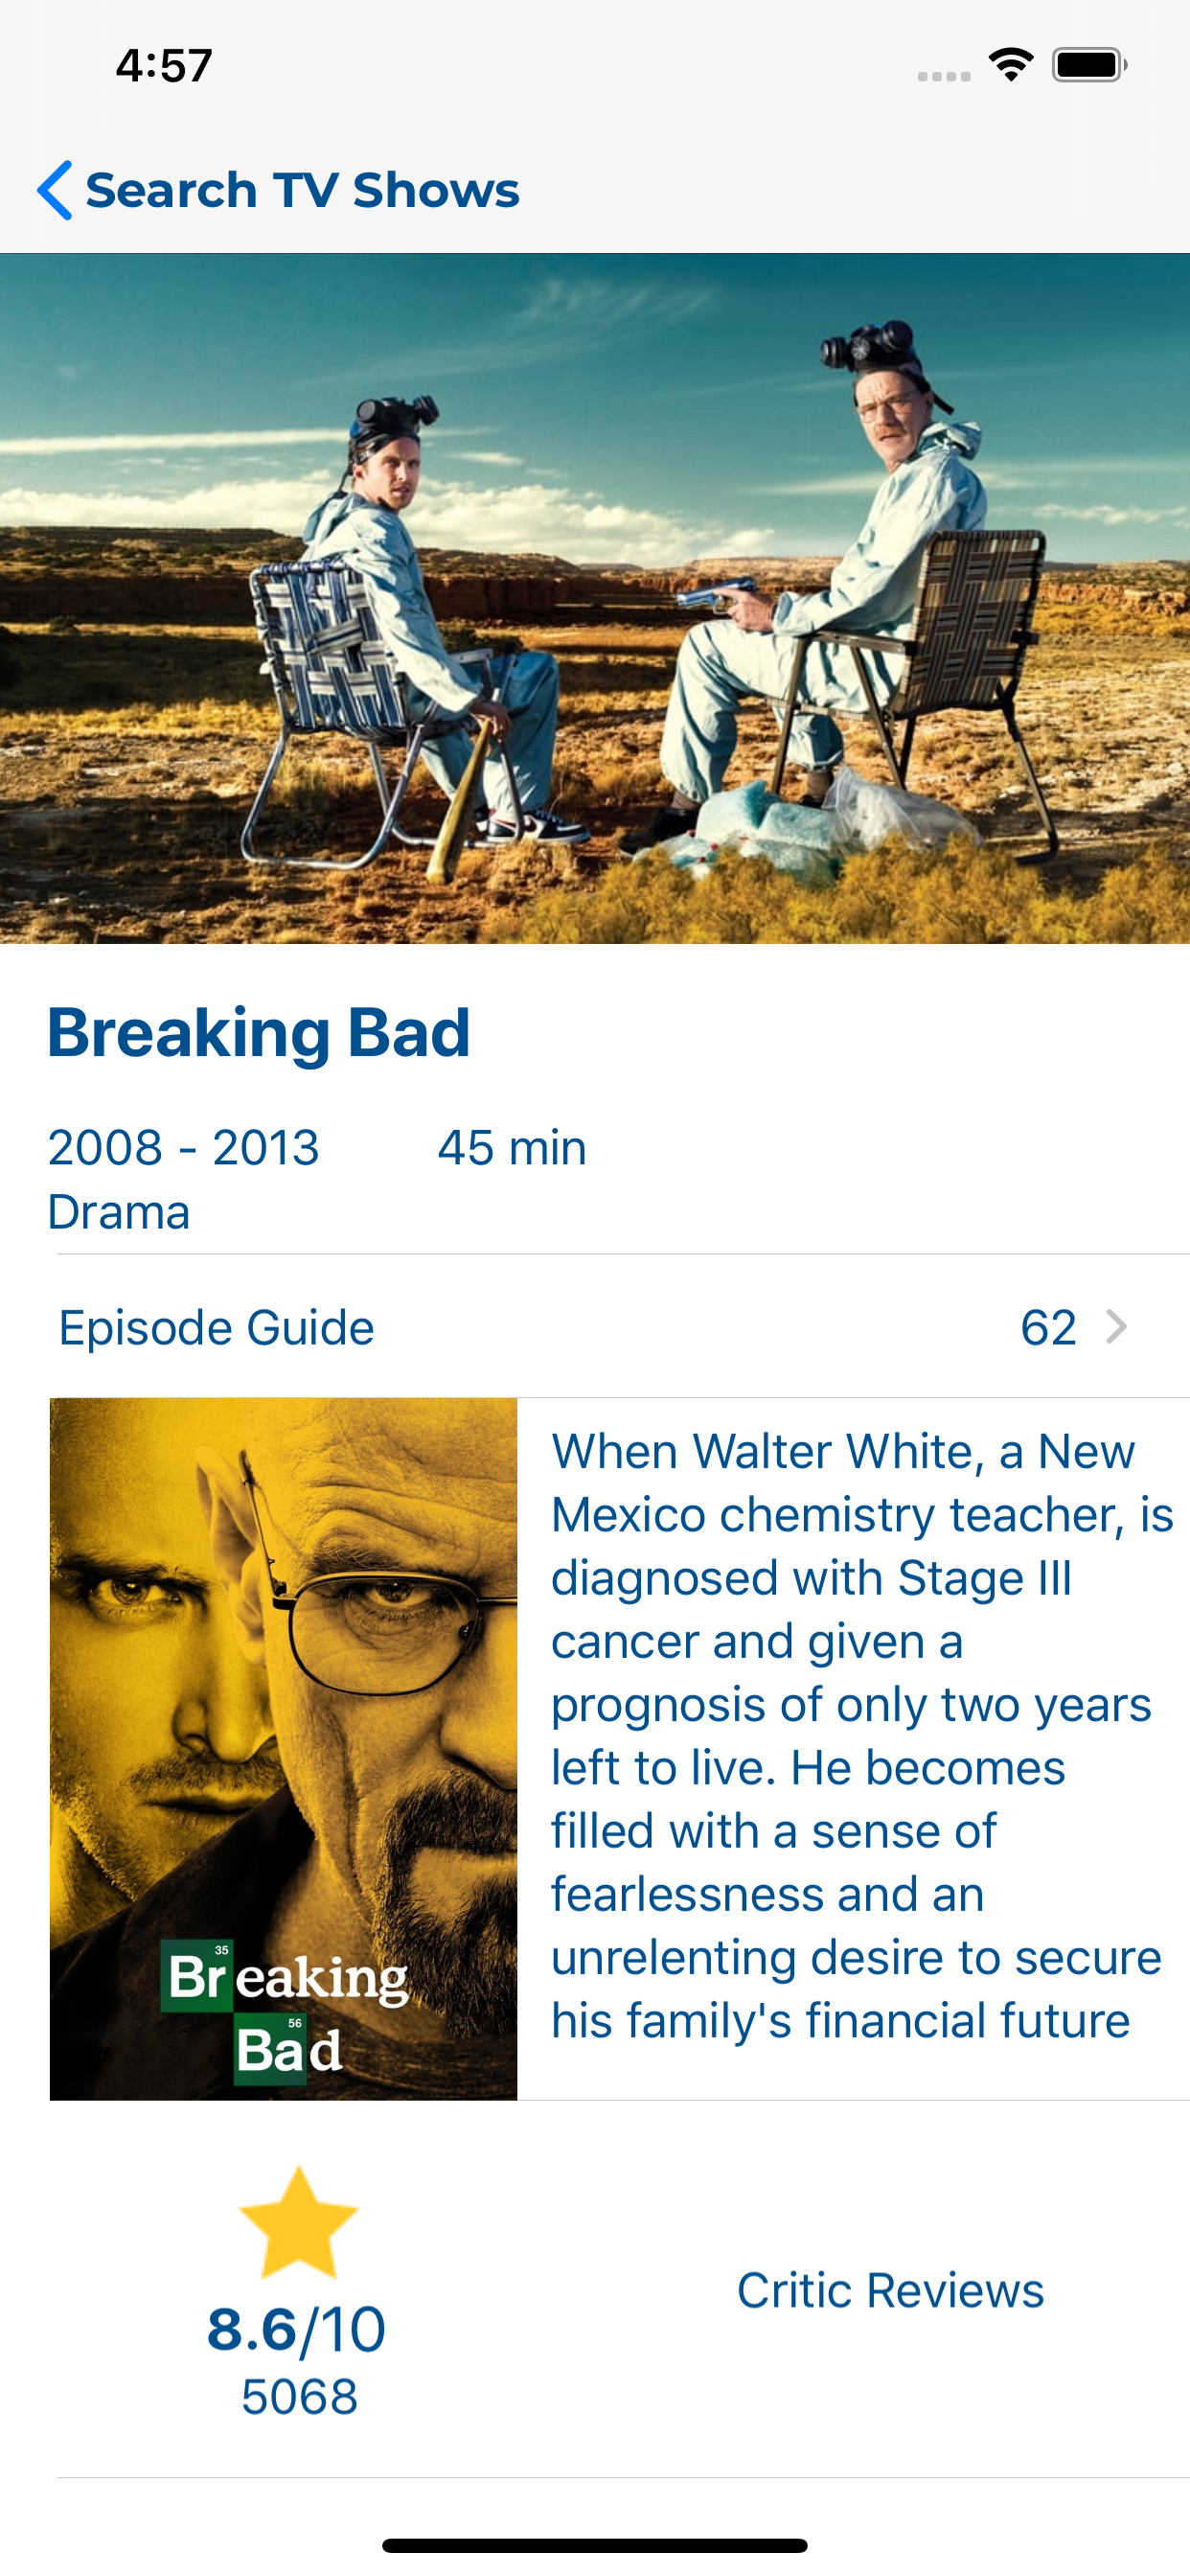 4:57
Search TV Shows
Breaking Bad
2008 - 2013 45 min
Drama
Episode Guide 62
When Walter White, a New
Mexico chemistry teacher, is
diagnosed with Stage III
cancer and given a
prognosis of only two years
left to live. He becomes
filled with a sense of
fearlessness and an
unrelenting desire to secure
his family's financial future
35
Breaking
56
Bad
8.6/10
5068
Critic Reviews